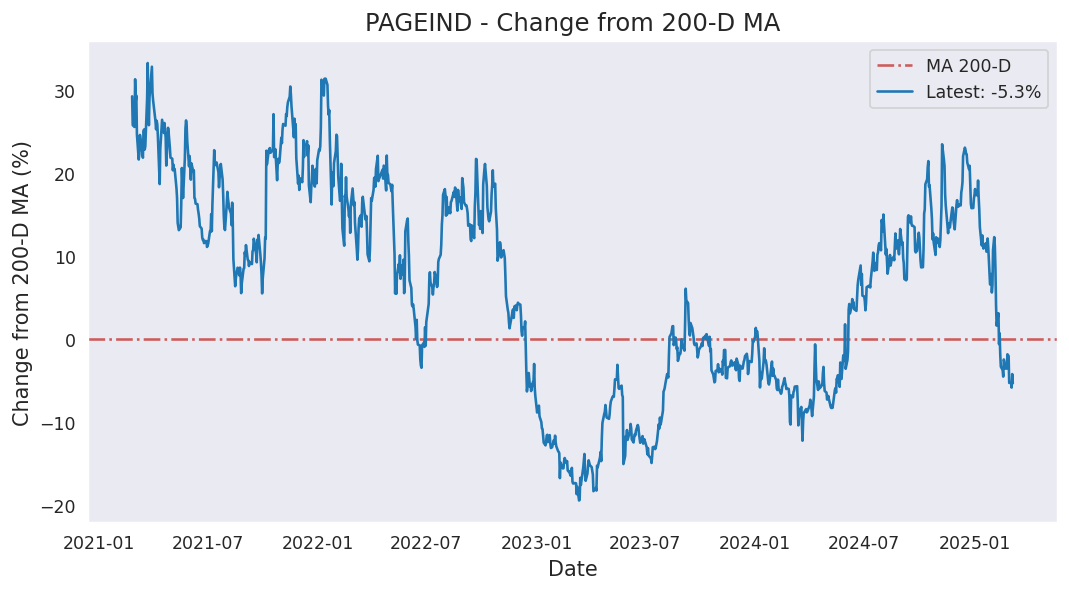 PAGEIND - Change from 200-D MA
MA 200-D
Latest: -5.3%
Change from 200-D MA (%)
30
20
10
0
−10
−20
2021-01 2021-07 2022-01 2022-07 2023-01 2023-07 2024-01 2024-07 2025-01
Date